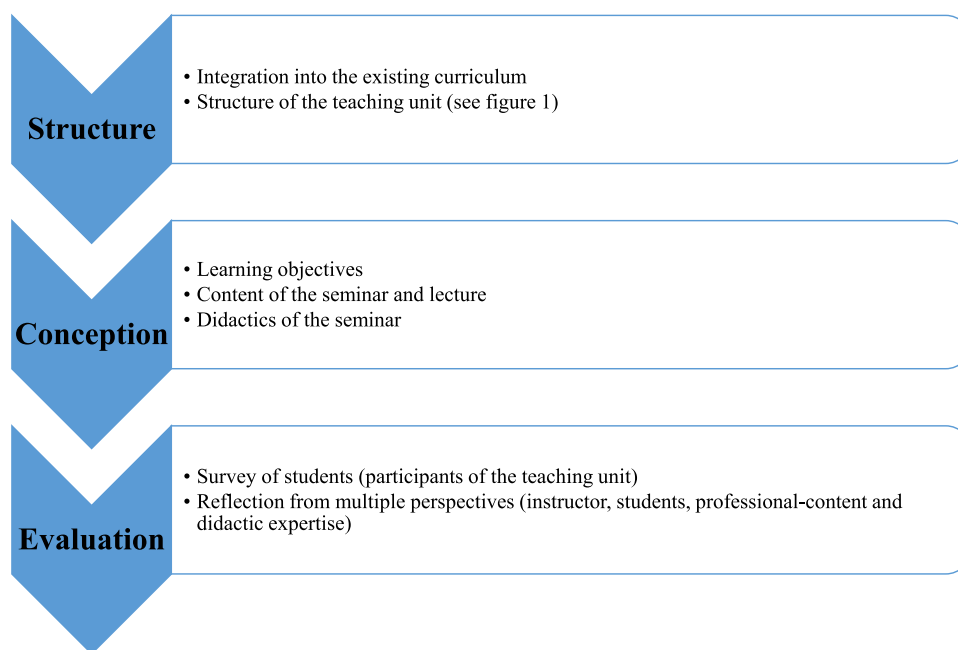 Structure
• Integration into the existing curriculum
• Structure of the teaching unit (see figure 1)
Conception
• Learning objectives
• Content of the seminar and lecture
• Didactics of the seminar
Evaluation
• Survey of students (participants of the teaching unit)
• Reflection from multiple perspectives (instructor, students, professional-content and
didactic expertise)